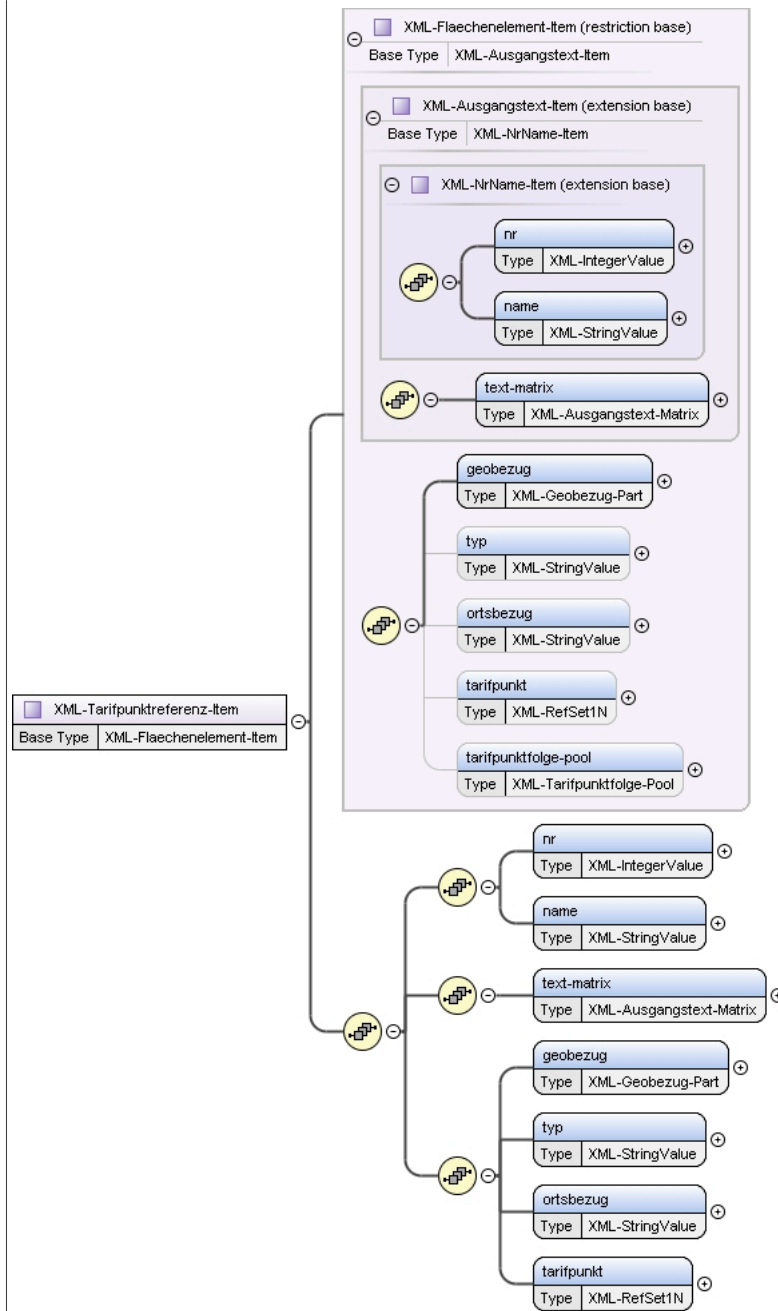 XML-Flaechenelement-Item (restriction base)
Base Type XML-Ausgangstext-Item
XML-Ausgangstext-Item (extension base)
Base Type XML-NrName-Item
XML-NrName-Item (extension base)
nr
Type XML-IntegerValue
name
Type XML-StringValue
text-matrix
Type XML-Ausgangstext-Matrix
geobezug
Type XML-Geobezug-Part
typ
Type XML-StringValue
ortsbezug
Type XML-StringValue
tarifpunkt
Type XML-RefSet1N
tarifpunktfolge-pool
Type XML-Tarifpunktfolge-Pool
XML-Tarifpunktreferenz-Item
Base Type XML-Flaechenelement-Item
nr
Type XML-IntegerValue
name
Type XML-StringValue
text-matrix
Type XML-Ausgangstext-Matrix
geobezug
Type XML-Geobezug-Part
typ
Type XML-StringValue
ortsbezug
Type XML-StringValue
tarifpunkt
Type XML-RefSet1N